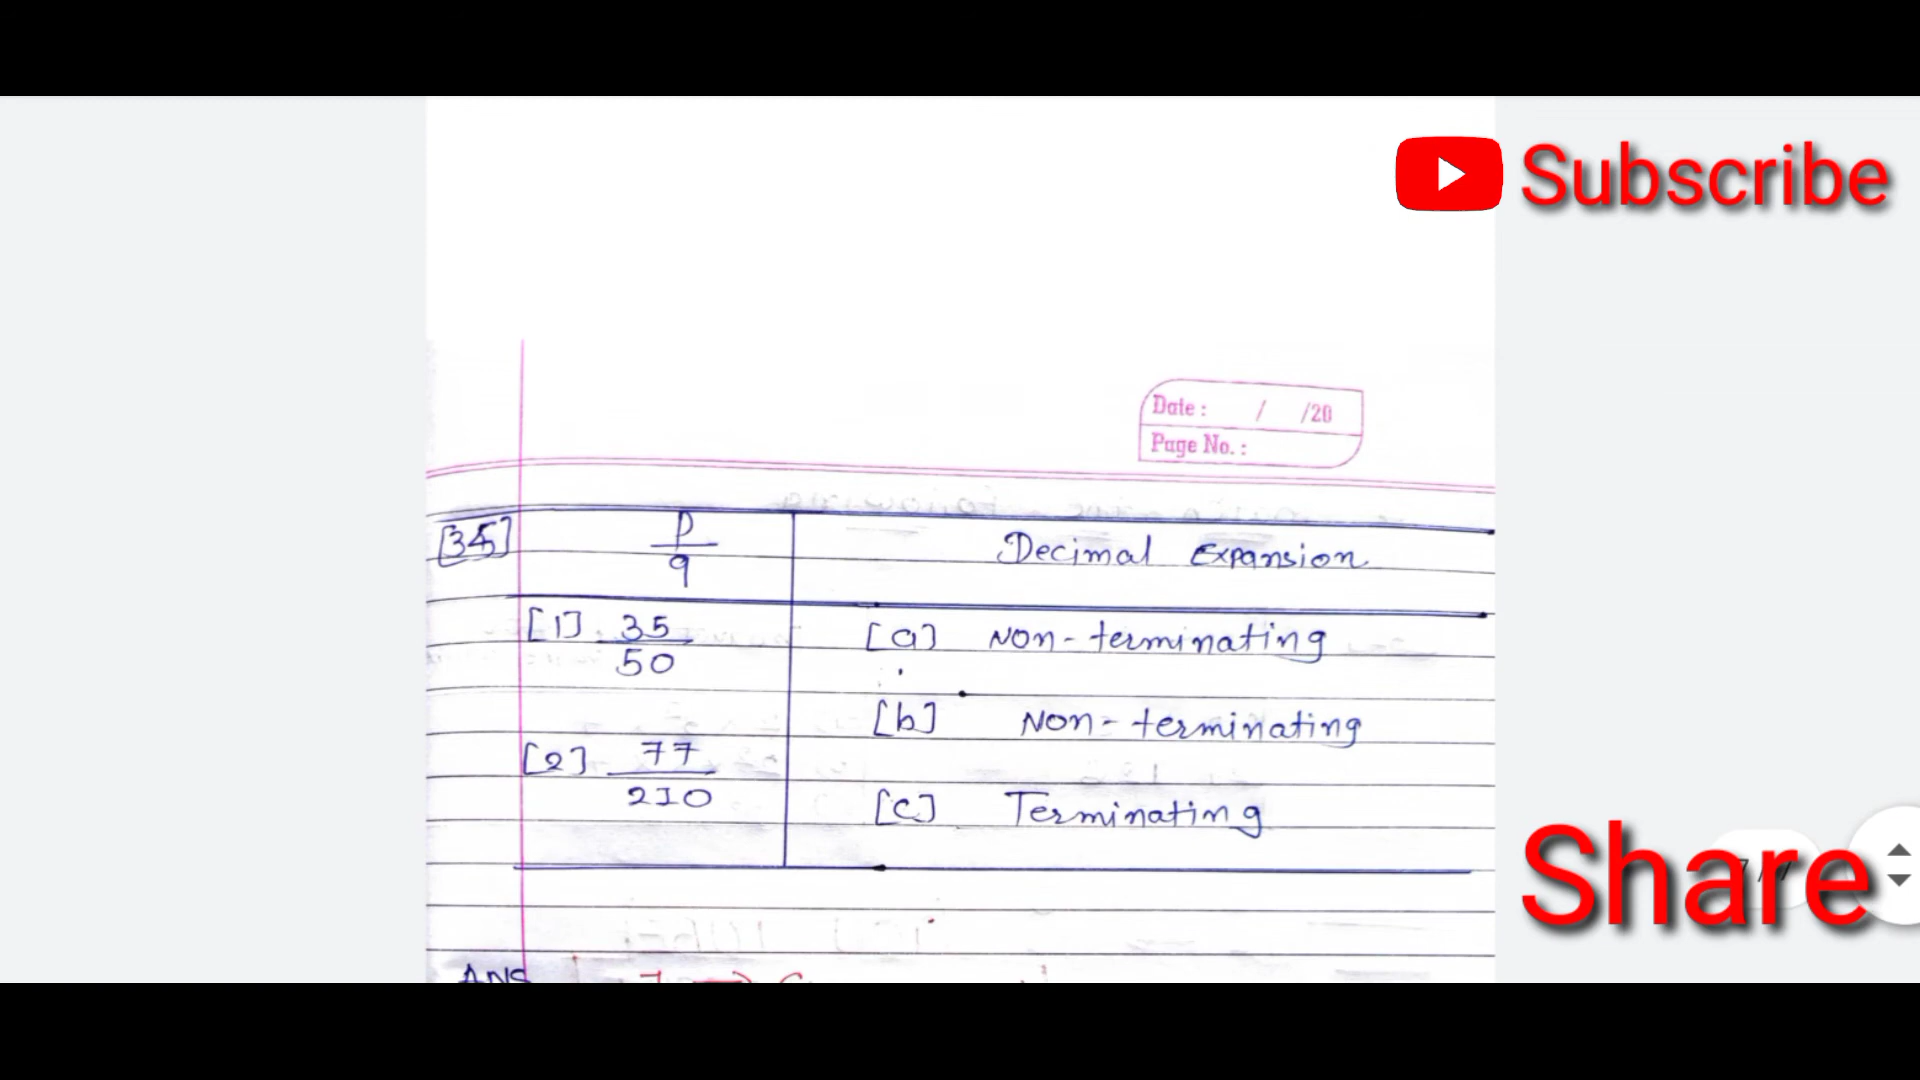 Subscribe
Date : / /20
Page No. :
[35] p/q Decimal Expansion
[1] 35/50 [a] Non-terminating
[b] Non-terminating
[2] 77/210
[c] Terminating
Share
ANS